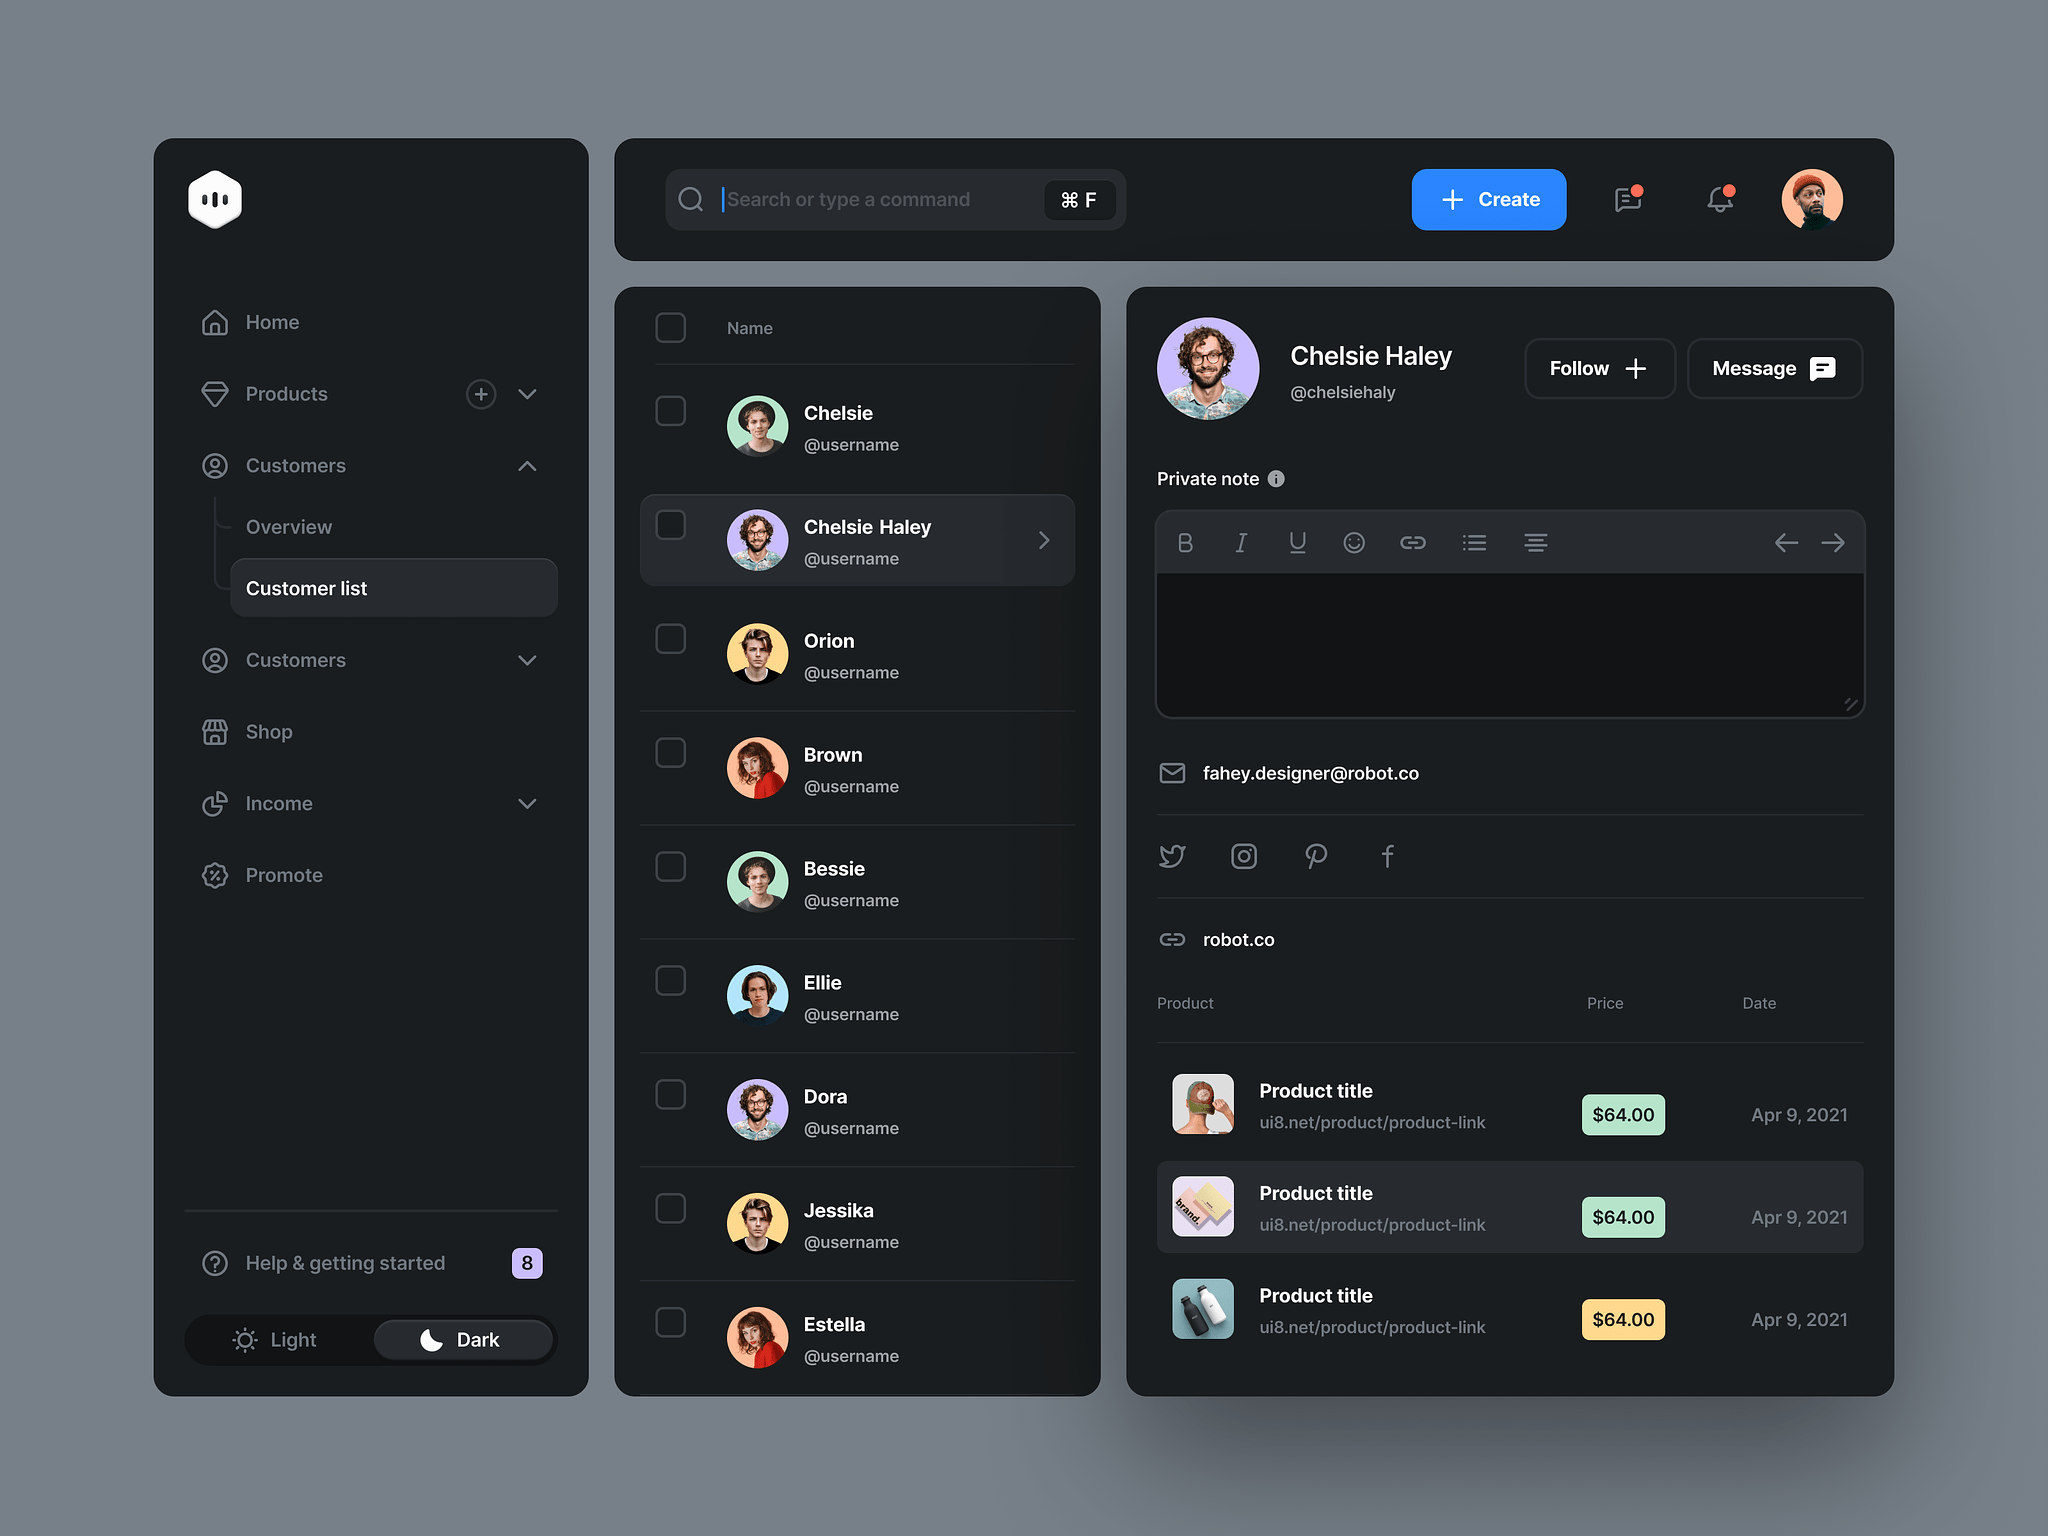 Home
Products
Customers
Overview
Customer list
Customers
Shop
Income
Promote
Help & getting started
8
Light
Dark
Search or type a command
⌘ F
Create
Name
Chelsie
@username
Chelsie Haley
@username
Orion
@username
Brown
@username
Bessie
@username
Ellie
@username
Dora
@username
Jessika
@username
Estella
@username
Chelsie Haley
@chelsiehaly
Follow
Message
Private note
B I U
fahey.designer@robot.co
robot.co
Product Price Date
Product title
ui8.net/product/product-link
$64.00
Apr 9, 2021
brand.
Product title
ui8.net/product/product-link
$64.00
Apr 9, 2021
Product title
ui8.net/product/product-link
$64.00
Apr 9, 2021